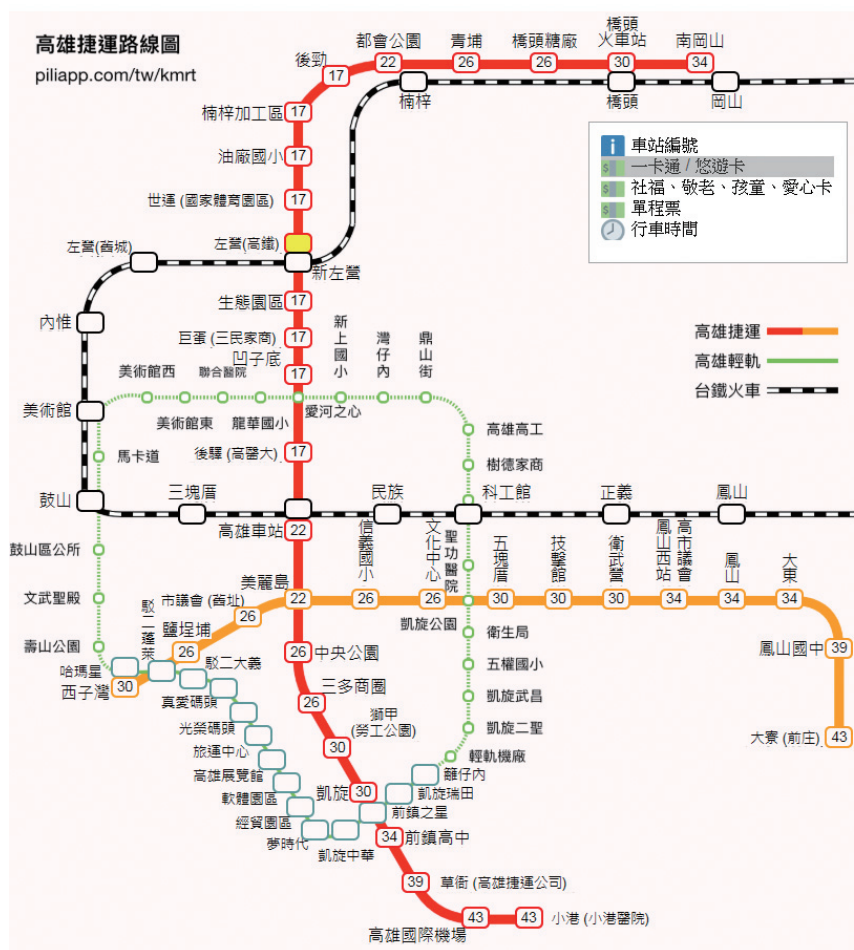 高雄捷運路線圖
piliapp.com/tw/kmrt
後勁
17
都會公園
22
青埔
26
橋頭糖廠
26
橋頭
火車站
30
南岡山
34
楠梓
橋頭
岡山
楠梓加工區
17
油廠國小
17
世運 (國家體育園區)
17
左營(高鐵)
左營(舊城)
新左營
i 車站編號
$ 一卡通 / 悠遊卡
$ 社福、敬老、孩童、愛心卡
$ 單程票
行車時間
高雄捷運
高雄輕軌
台鐵火車
內惟
生態園區
17
巨蛋 (三民家商)
17
凹子底
17
新上國小
灣仔內
鼎山街
美術館西
聯合醫院
美術館
美術館東
龍華國小
愛河之心
高雄高工
馬卡道
後驛 (高醫大)
17
樹德家商
鼓山
三塊厝
民族
科工館
正義
鳳山
高雄車站
22
鼓山區公所
信義國小
26
文化中心
26
聖功醫院
五塊厝
30
技擊館
30
衛武營
30
鳳山西站
高市議會
34
鳳山
34
大東
34
美麗島
22
文武聖殿
市議會 (舊址)
26
凱旋公園
衛生局
壽山公園
駁二蓬萊
鹽埕埔
26
中央公園
26
鳳山國中
39
哈瑪星
西子灣
30
駁二大義
真愛碼頭
三多商圈
26
五權國小
凱旋武昌
光榮碼頭
獅甲
(勞工公園)
30
凱旋二聖
大寮 (前庄)
43
旅運中心
輕軌機廠
高雄展覽館
籬仔內
軟體園區
凱旋
30
凱旋瑞田
經貿園區
前鎮之星
夢時代
凱旋中華
34
前鎮高中
39
草衙 (高雄捷運公司)
高雄國際機場
43
43
小港 (小港醫院)